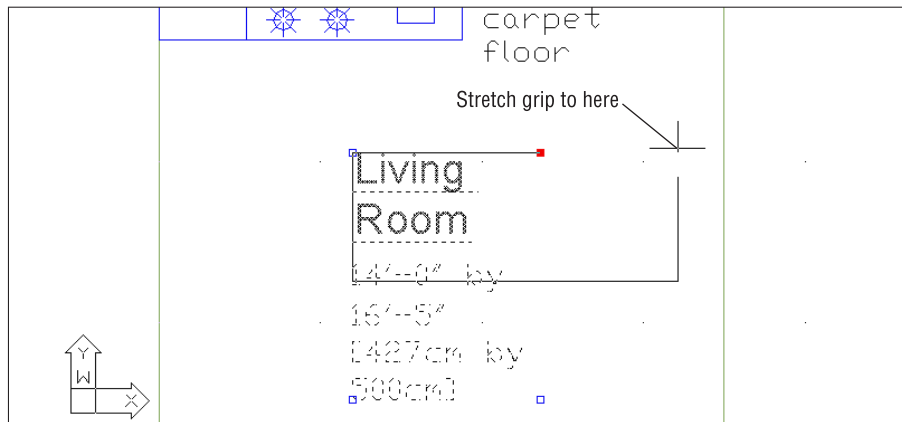 carpet
floor
Stretch grip to here
Living
Room
14'-0" by
16'-5"
[427cm by
500cm]
Y
W
X